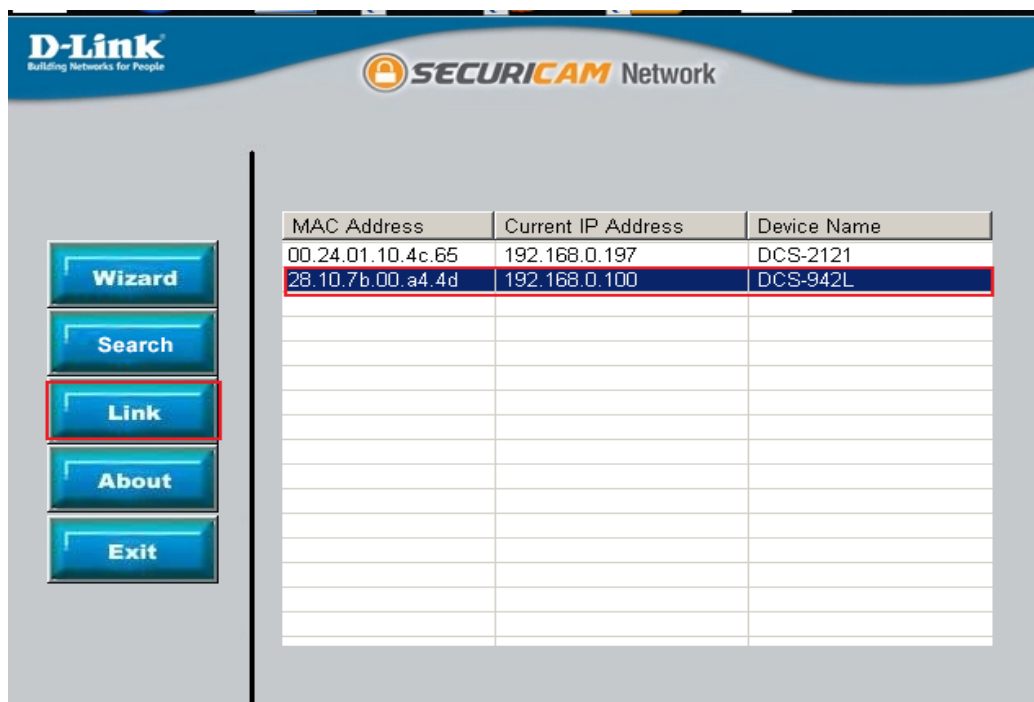 D-Link
Building Networks for People
SECURICAM Network
MAC Address Current IP Address Device Name
00.24.01.10.4c.65 192.168.0.197 DCS-2121
28.10.7b.00.a4.4d 192.168.0.100 DCS-942L
Wizard
Search
Link
About
Exit